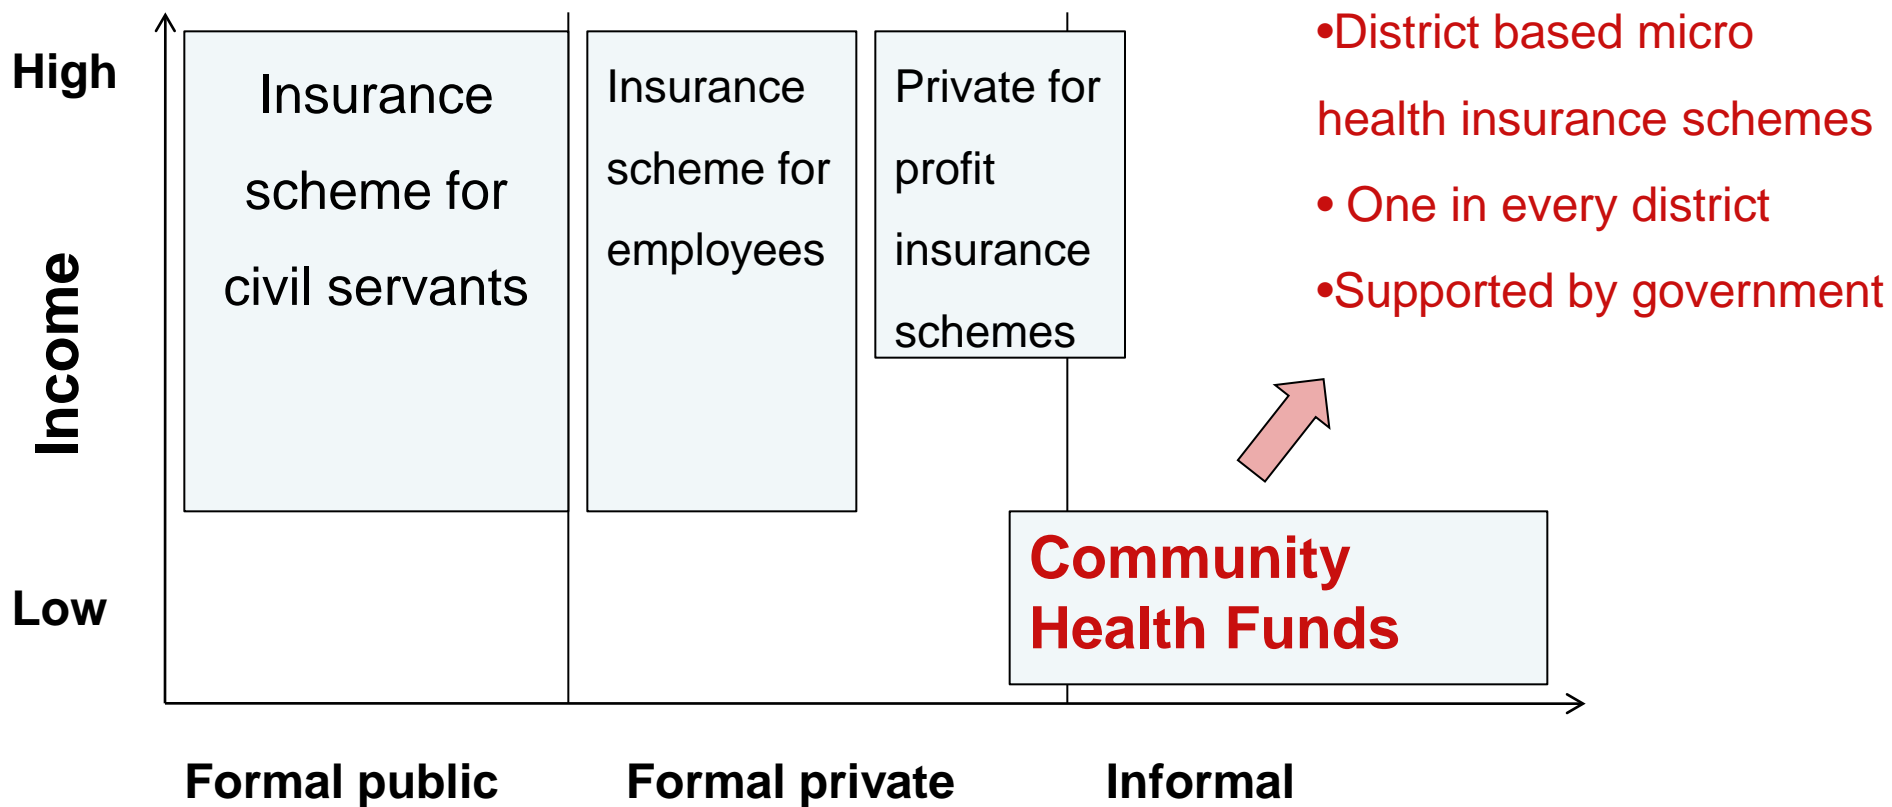 High
Income
Low
Insurance
scheme for
civil servants
Insurance
scheme for
employees
Private for
profit
insurance
schemes
•District based micro
health insurance schemes
• One in every district
•Supported by government
Community
Health Funds
Formal public
Formal private
Informal